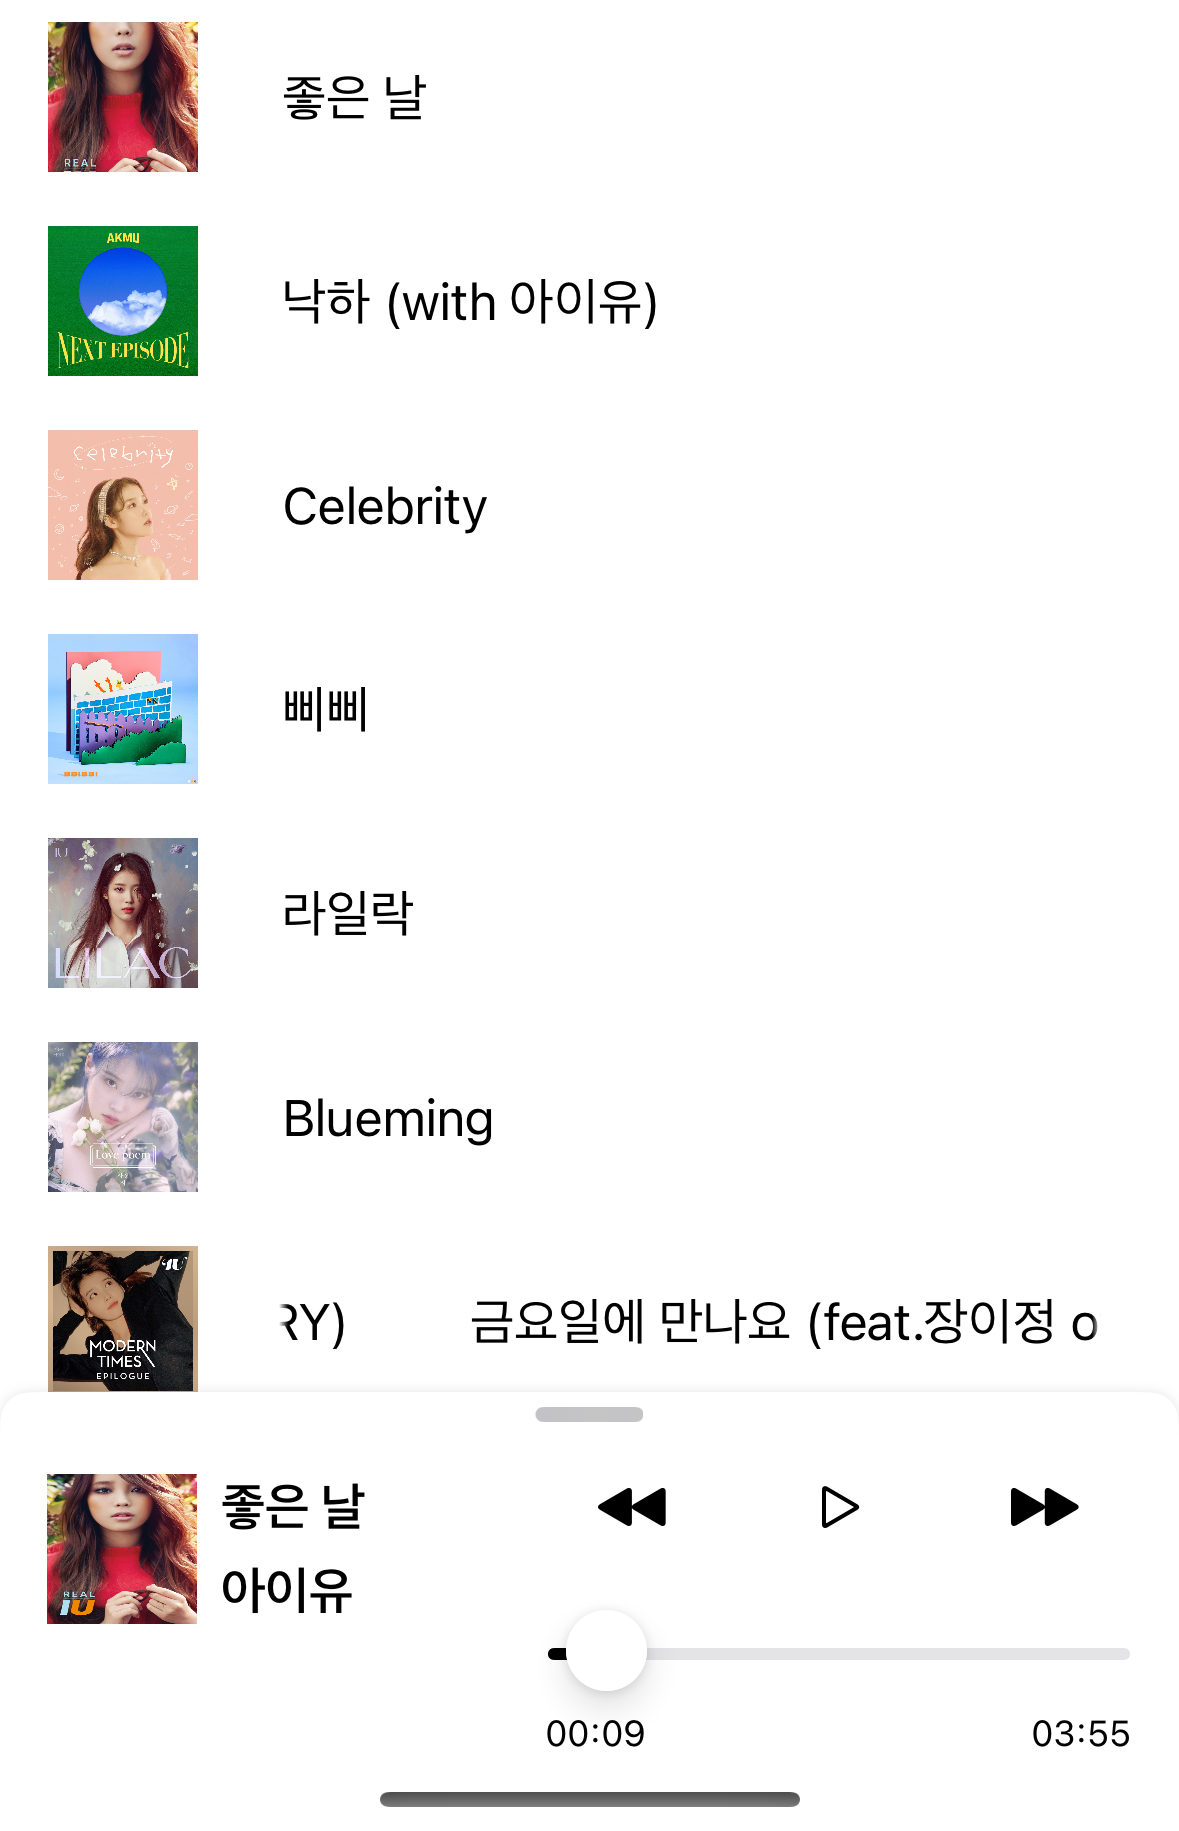 REAL
좋은 날
AKMU
NEXT EPISODE
낙하 (with 아이유)
celebrity
Celebrity
삐삐
IU
LILAC
라일락
Love poem
Blueming
IU
MODERN
TIMES
EPILOGUE
RY) 금요일에 만나요 (feat.장이정 o
REAL
IU
좋은 날
아이유
00:09
03:55